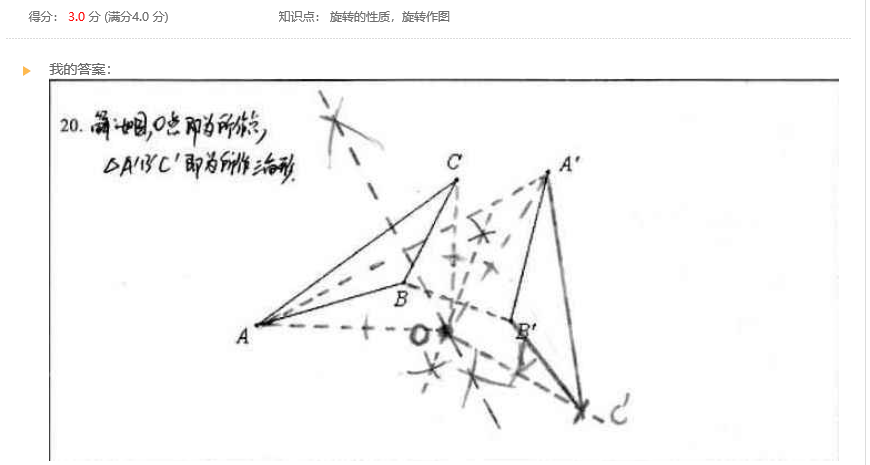 得分： 3.0 分 (满分4.0 分) 知识点： 旋转的性质，旋转作图
我的答案：
20. 解：如图，O点即为所作点，
△A'B'C'即为所作三角形.
C A'
B
A O B'
C'